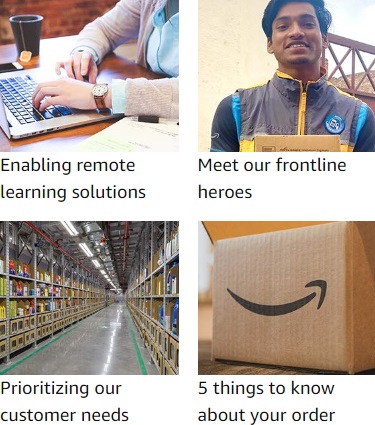 Enabling remote
learning solutions
Meet our frontline
heroes
Prioritizing our
customer needs
5 things to know
about your order